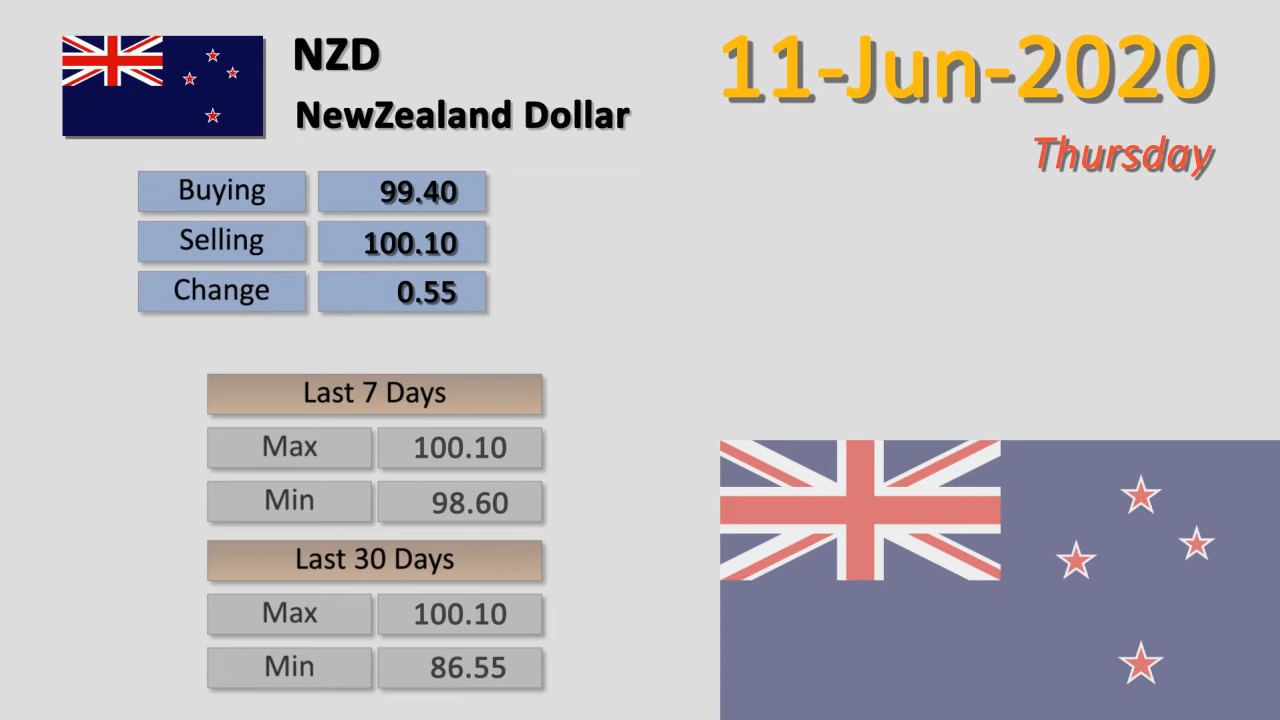 NZD
NewZealand Dollar
11-Jun-2020
Thursday
Buying 99.40
Selling 100.10
Change 0.55
Last 7 Days
Max 100.10
Min 98.60
Last 30 Days
Max 100.10
Min 86.55